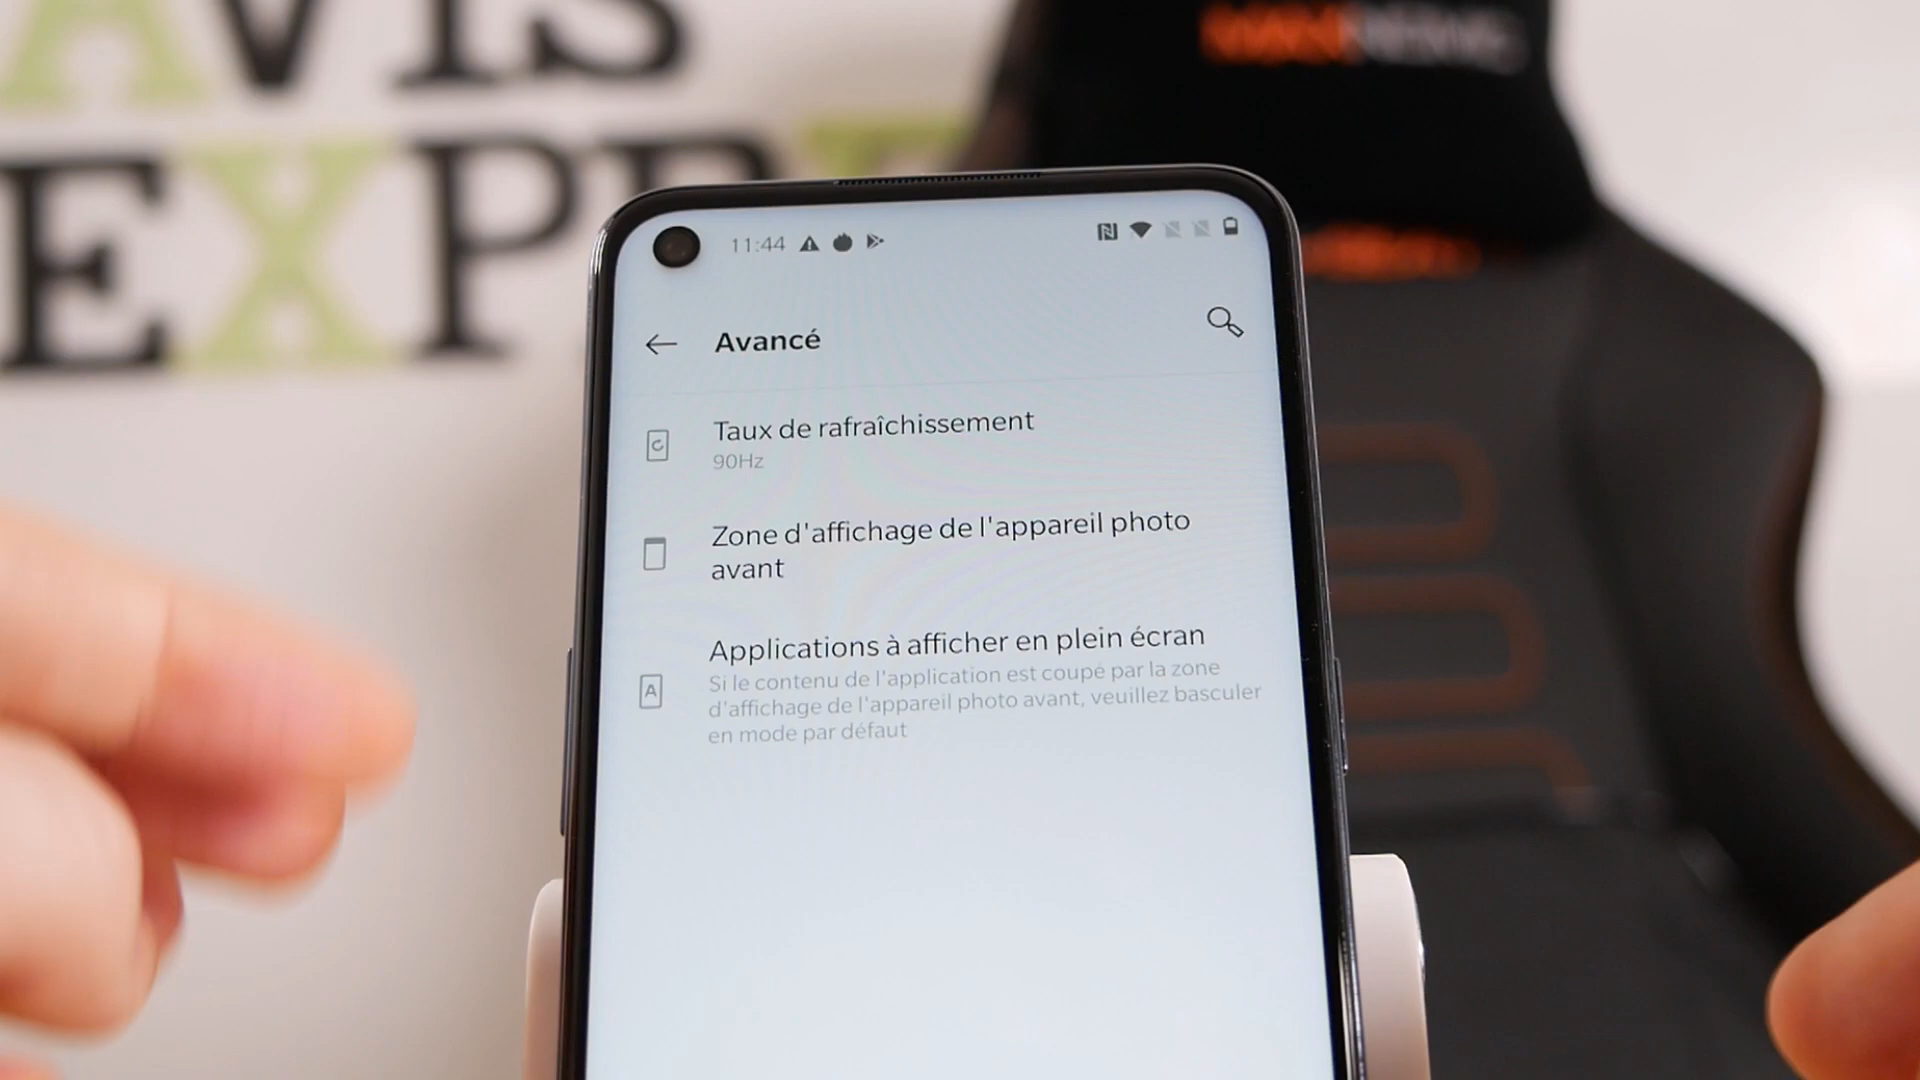 AVIS
EXPERT
11:44
Avancé
Taux de rafraîchissement
90Hz
Zone d'affichage de l'appareil photo
avant
Applications à afficher en plein écran
A
Si le contenu de l'application est coupé par la zone
d'affichage de l'appareil photo avant, veuillez basculer
en mode par défaut